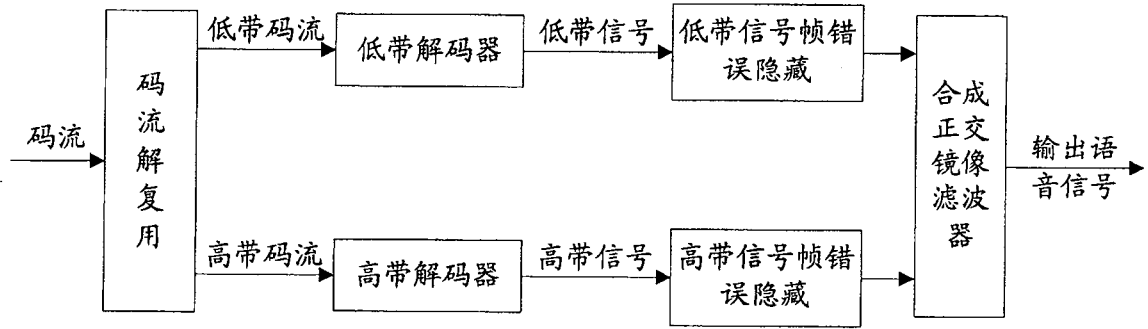 码流
码
流
解
复
用
低带码流
低带解码器
低带信号
低带信号帧错
误隐藏
高带码流
高带解码器
高带信号
高带信号帧错
误隐藏
合成
正交
镜像
滤波
器
输出语
音信号